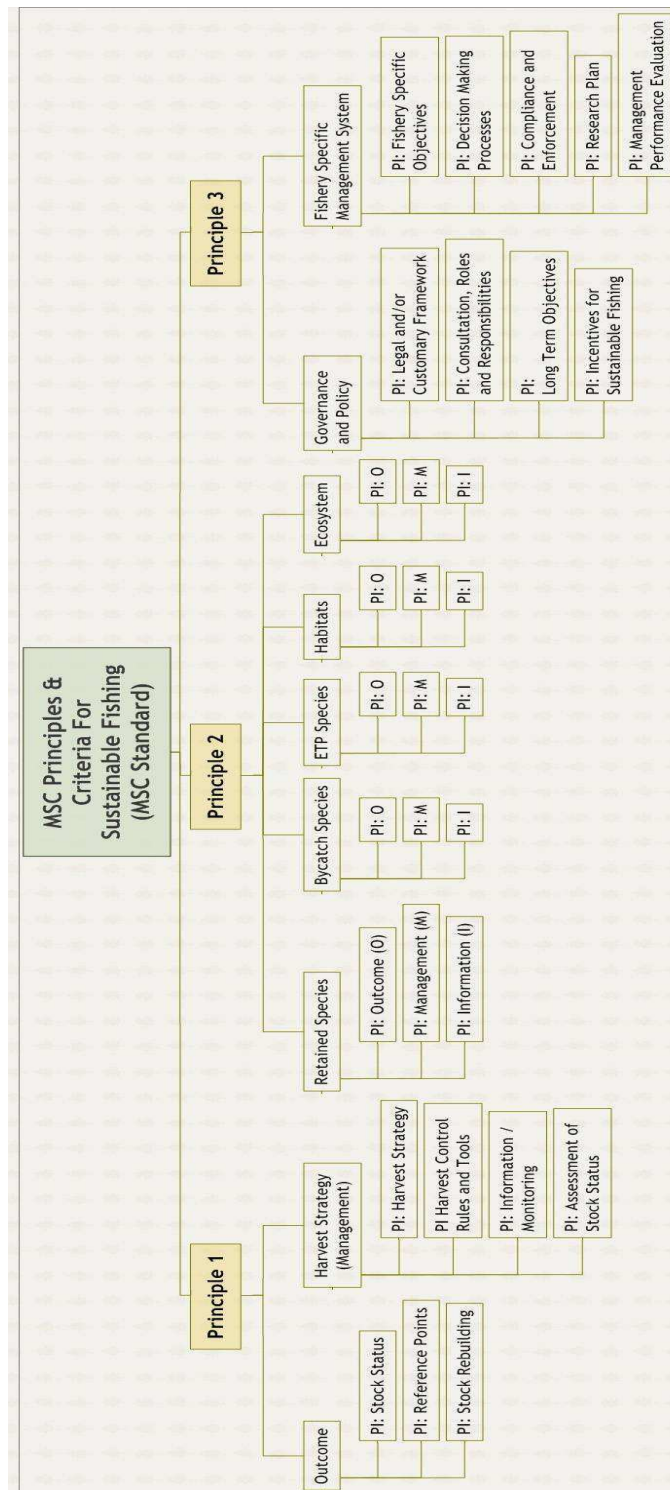 MSC Principles &
Criteria For
Sustainable Fishing
(MSC Standard)
Principle 1
Principle 2
Principle 3
Outcome
PI: Stock Status
PI: Reference Points
PI: Stock Rebuilding
Harvest Strategy
(Management)
PI: Harvest Strategy
PI Harvest Control
Rules and Tools
PI: Information /
Monitoring
PI: Assessment of
Stock Status
Retained Species
PI: Outcome (O)
PI: Management (M)
PI: Information (I)
Bycatch Species
PI: O
PI: M
PI: I
ETP Species
PI: O
PI: M
PI: I
Habitats
PI: O
PI: M
PI: I
Ecosystem
PI: O
PI: M
PI: I
Governance
and Policy
PI: Legal and/or
Customary Framework
PI: Consultation, Roles
and Responsibilities
PI:
Long Term Objectives
PI: Incentives for
Sustainable Fishing
Fishery Specific
Management System
PI: Fishery Specific
Objectives
PI: Decision Making
Processes
PI: Compliance and
Enforcement
PI: Research Plan
PI: Management
Performance Evaluation